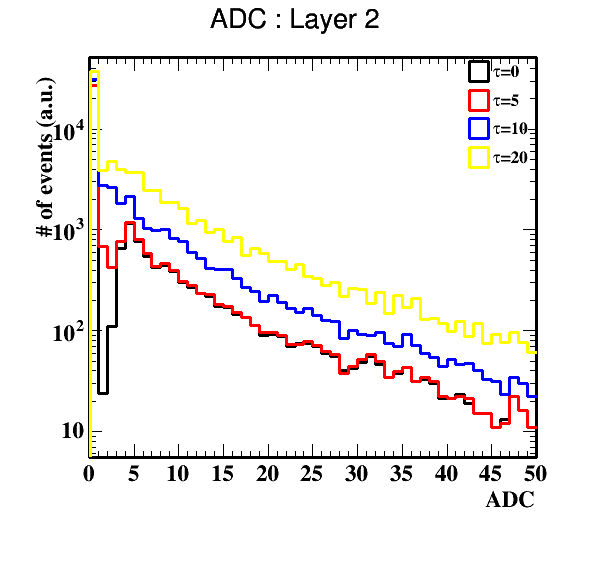 ADC : Layer 2
# of events (a.u.)
10⁴
10³
10²
10
τ=0
τ=5
τ=10
τ=20
0 5 10 15 20 25 30 35 40 45 50
ADC